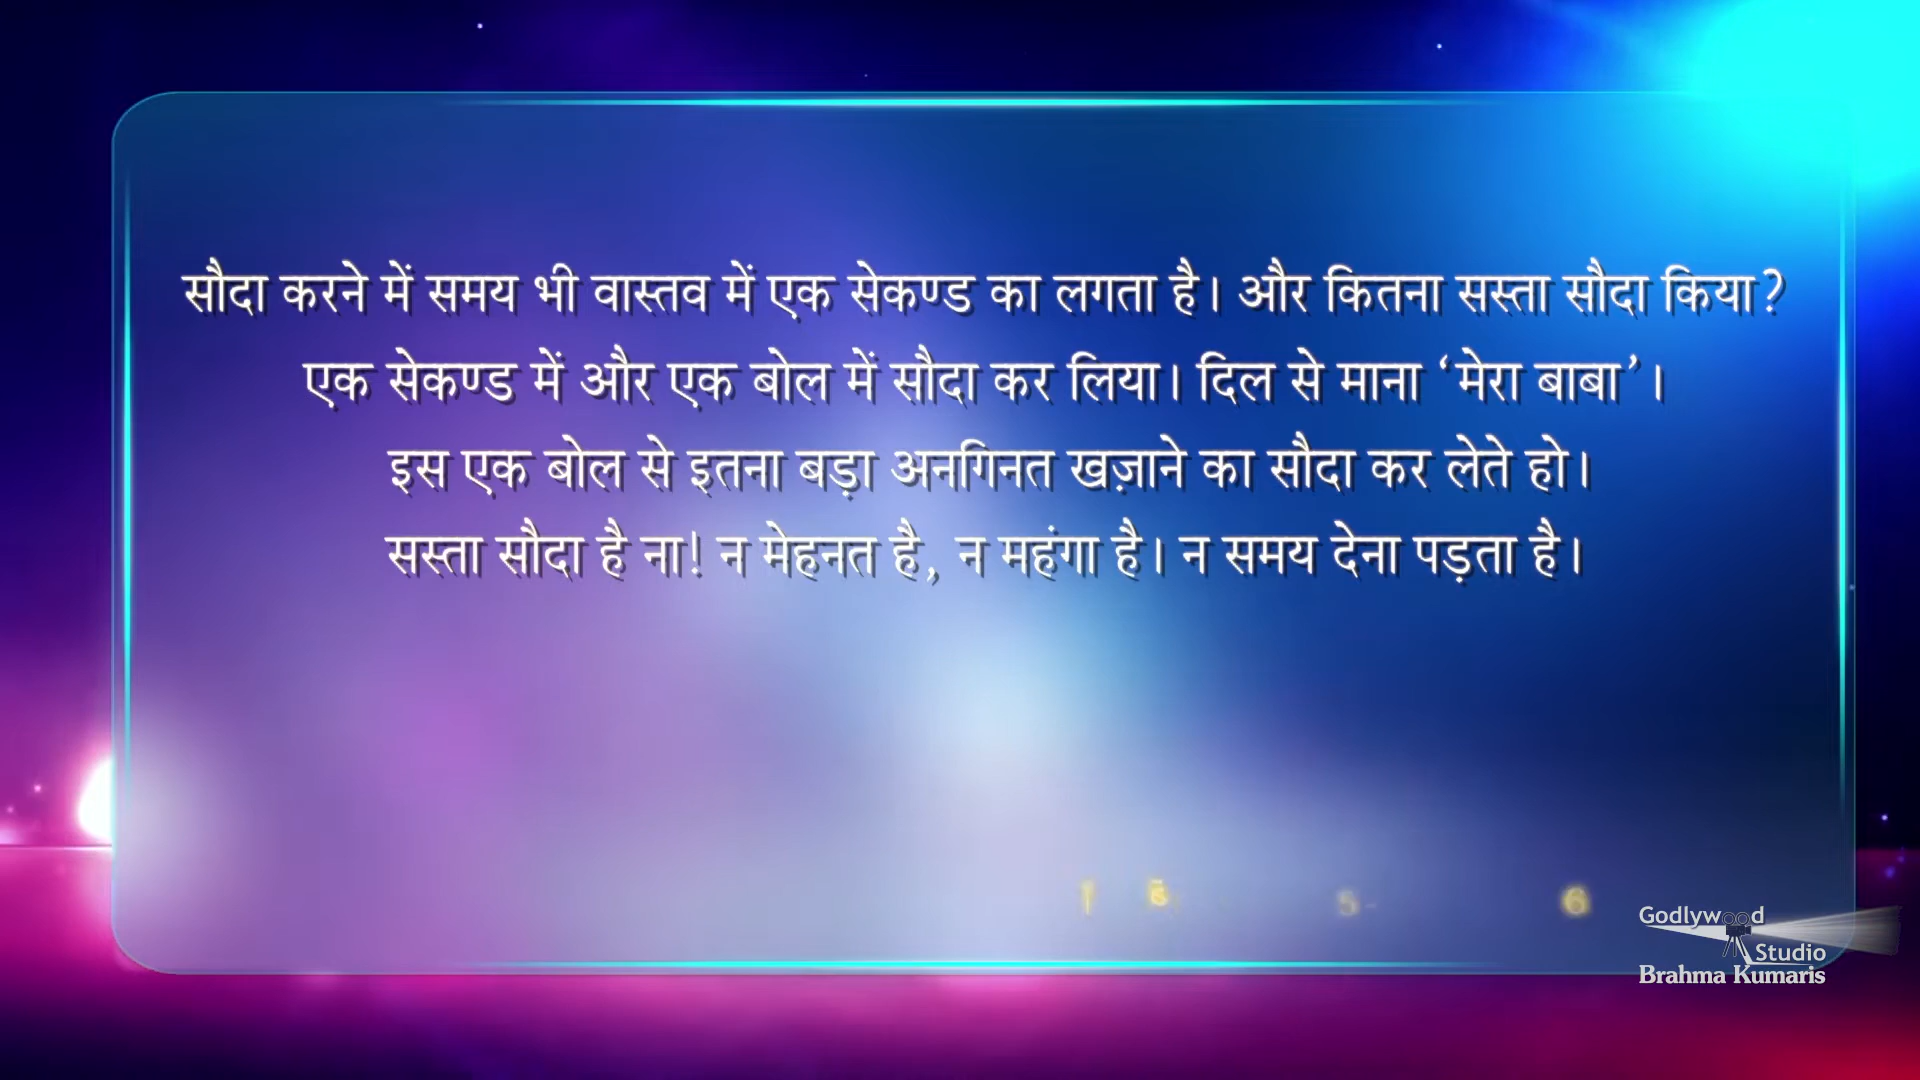 सौदा करने में समय भी वास्तव में एक सेकण्ड का लगता है। और कितना सस्ता सौदा किया?
एक सेकण्ड में और एक बोल में सौदा कर लिया। दिल से माना ‘मेरा बाबा’।
इस एक बोल से इतना बड़ा अनगिनत खज़ाने का सौदा कर लेते हो।
सस्ता सौदा है ना! न मेहनत है, न महंगा है। न समय देना पड़ता है।
Godlywood
Studio
Brahma Kumaris